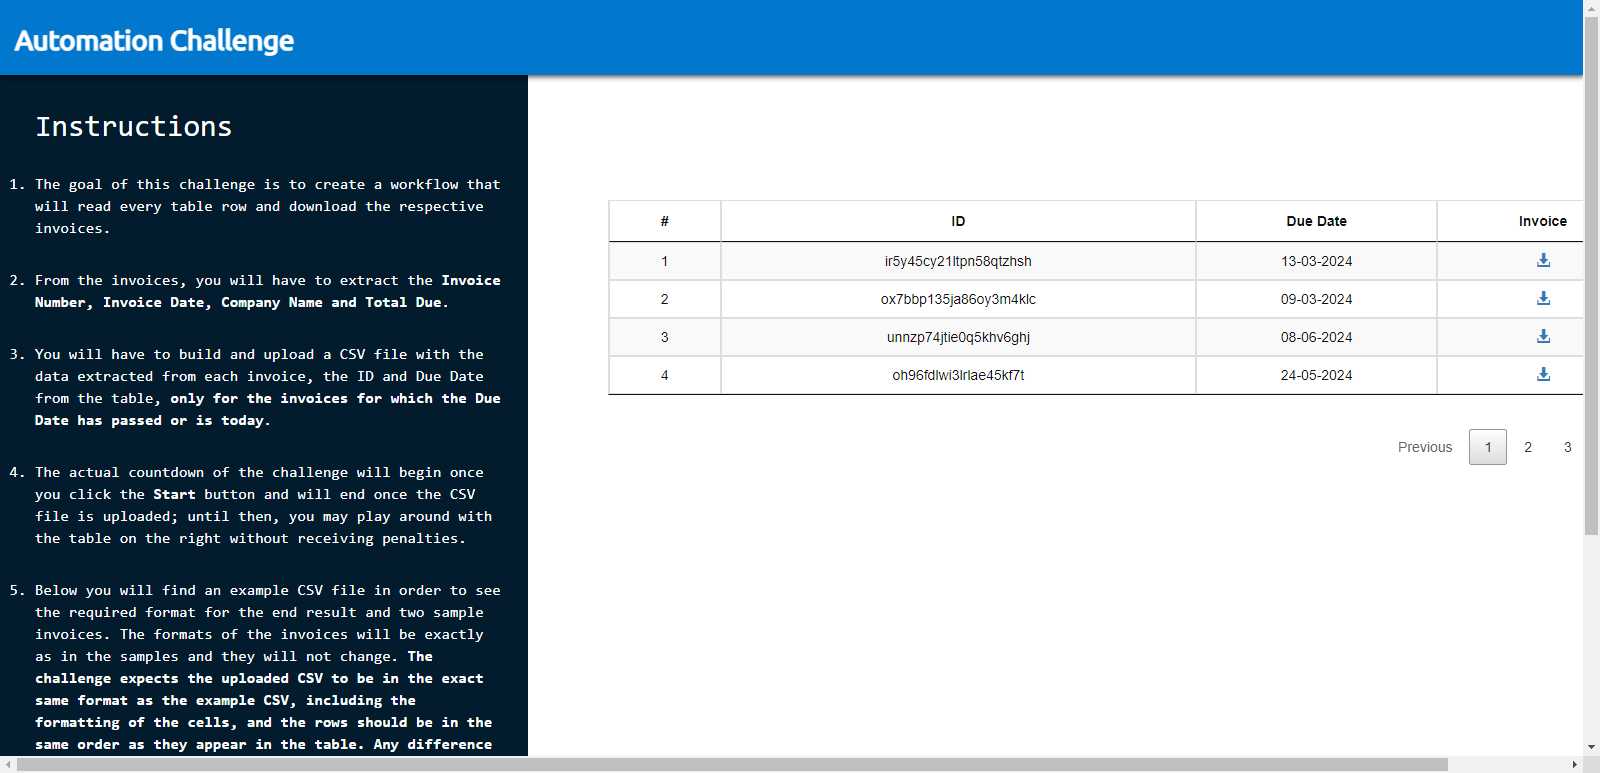 Automation Challenge
Instructions
1. The goal of this challenge is to create a workflow that
will read every table row and download the respective
invoices.
2. From the invoices, you will have to extract the Invoice
Number, Invoice Date, Company Name and Total Due.
3. You will have to build and upload a CSV file with the
data extracted from each invoice, the ID and Due Date
from the table, only for the invoices for which the Due
Date has passed or is today.
4. The actual countdown of the challenge will begin once
you click the Start button and will end once the CSV
file is uploaded; until then, you may play around with
the table on the right without receiving penalties.
5. Below you will find an example CSV file in order to see
the required format for the end result and two sample
invoices. The formats of the invoices will be exactly
as in the samples and they will not change. The
challenge expects the uploaded CSV to be in the exact
same format as the example CSV, including the
formatting of the cells, and the rows should be in the
same order as they appear in the table. Any difference
# ID Due Date Invoice
1 ir5y45cy21ltpn58qtzhsh 13-03-2024
2 ox7bbp135ja86oy3m4klc 09-03-2024
3 unnzp74jtie0q5khv6ghj 08-06-2024
4 oh96fdlwi3lrlae45kf7t 24-05-2024
Previous 1 2 3